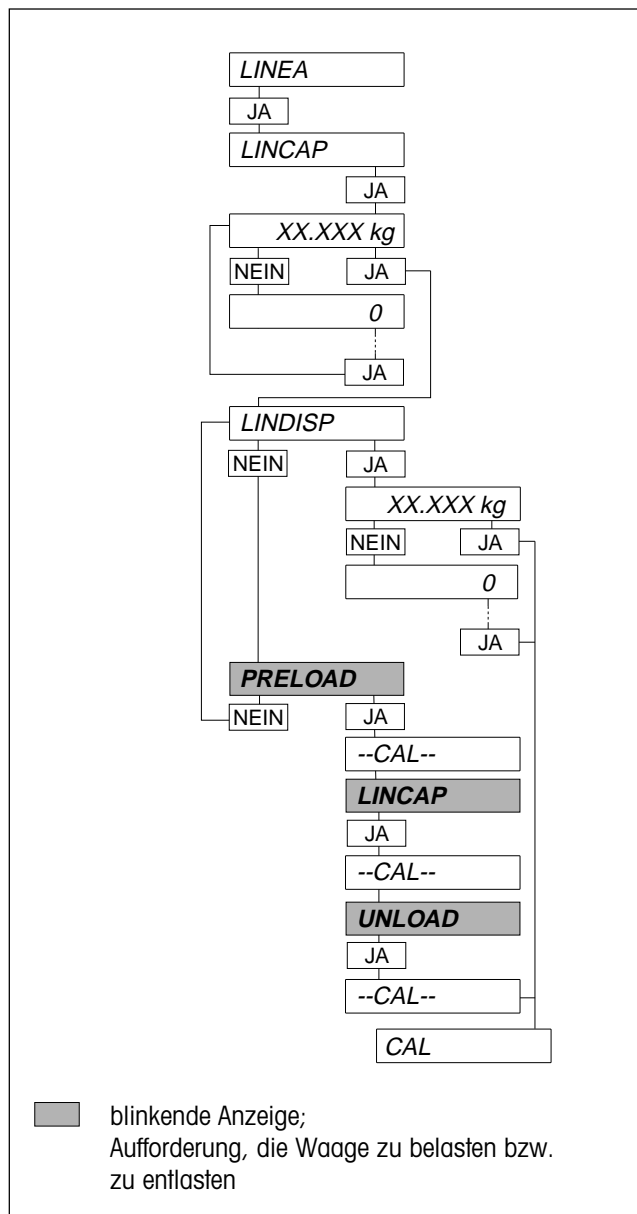 LINEA
JA
LINCAP
JA
XX.XXX kg
NEIN JA
0
JA
LINDISP
NEIN JA
XX.XXX kg
NEIN JA
0
JA
PRELOAD
NEIN JA
--CAL--
LINCAP
JA
--CAL--
UNLOAD
JA
--CAL--
CAL
blinkende Anzeige;
Aufforderung, die Waage zu belasten bzw.
zu entlasten